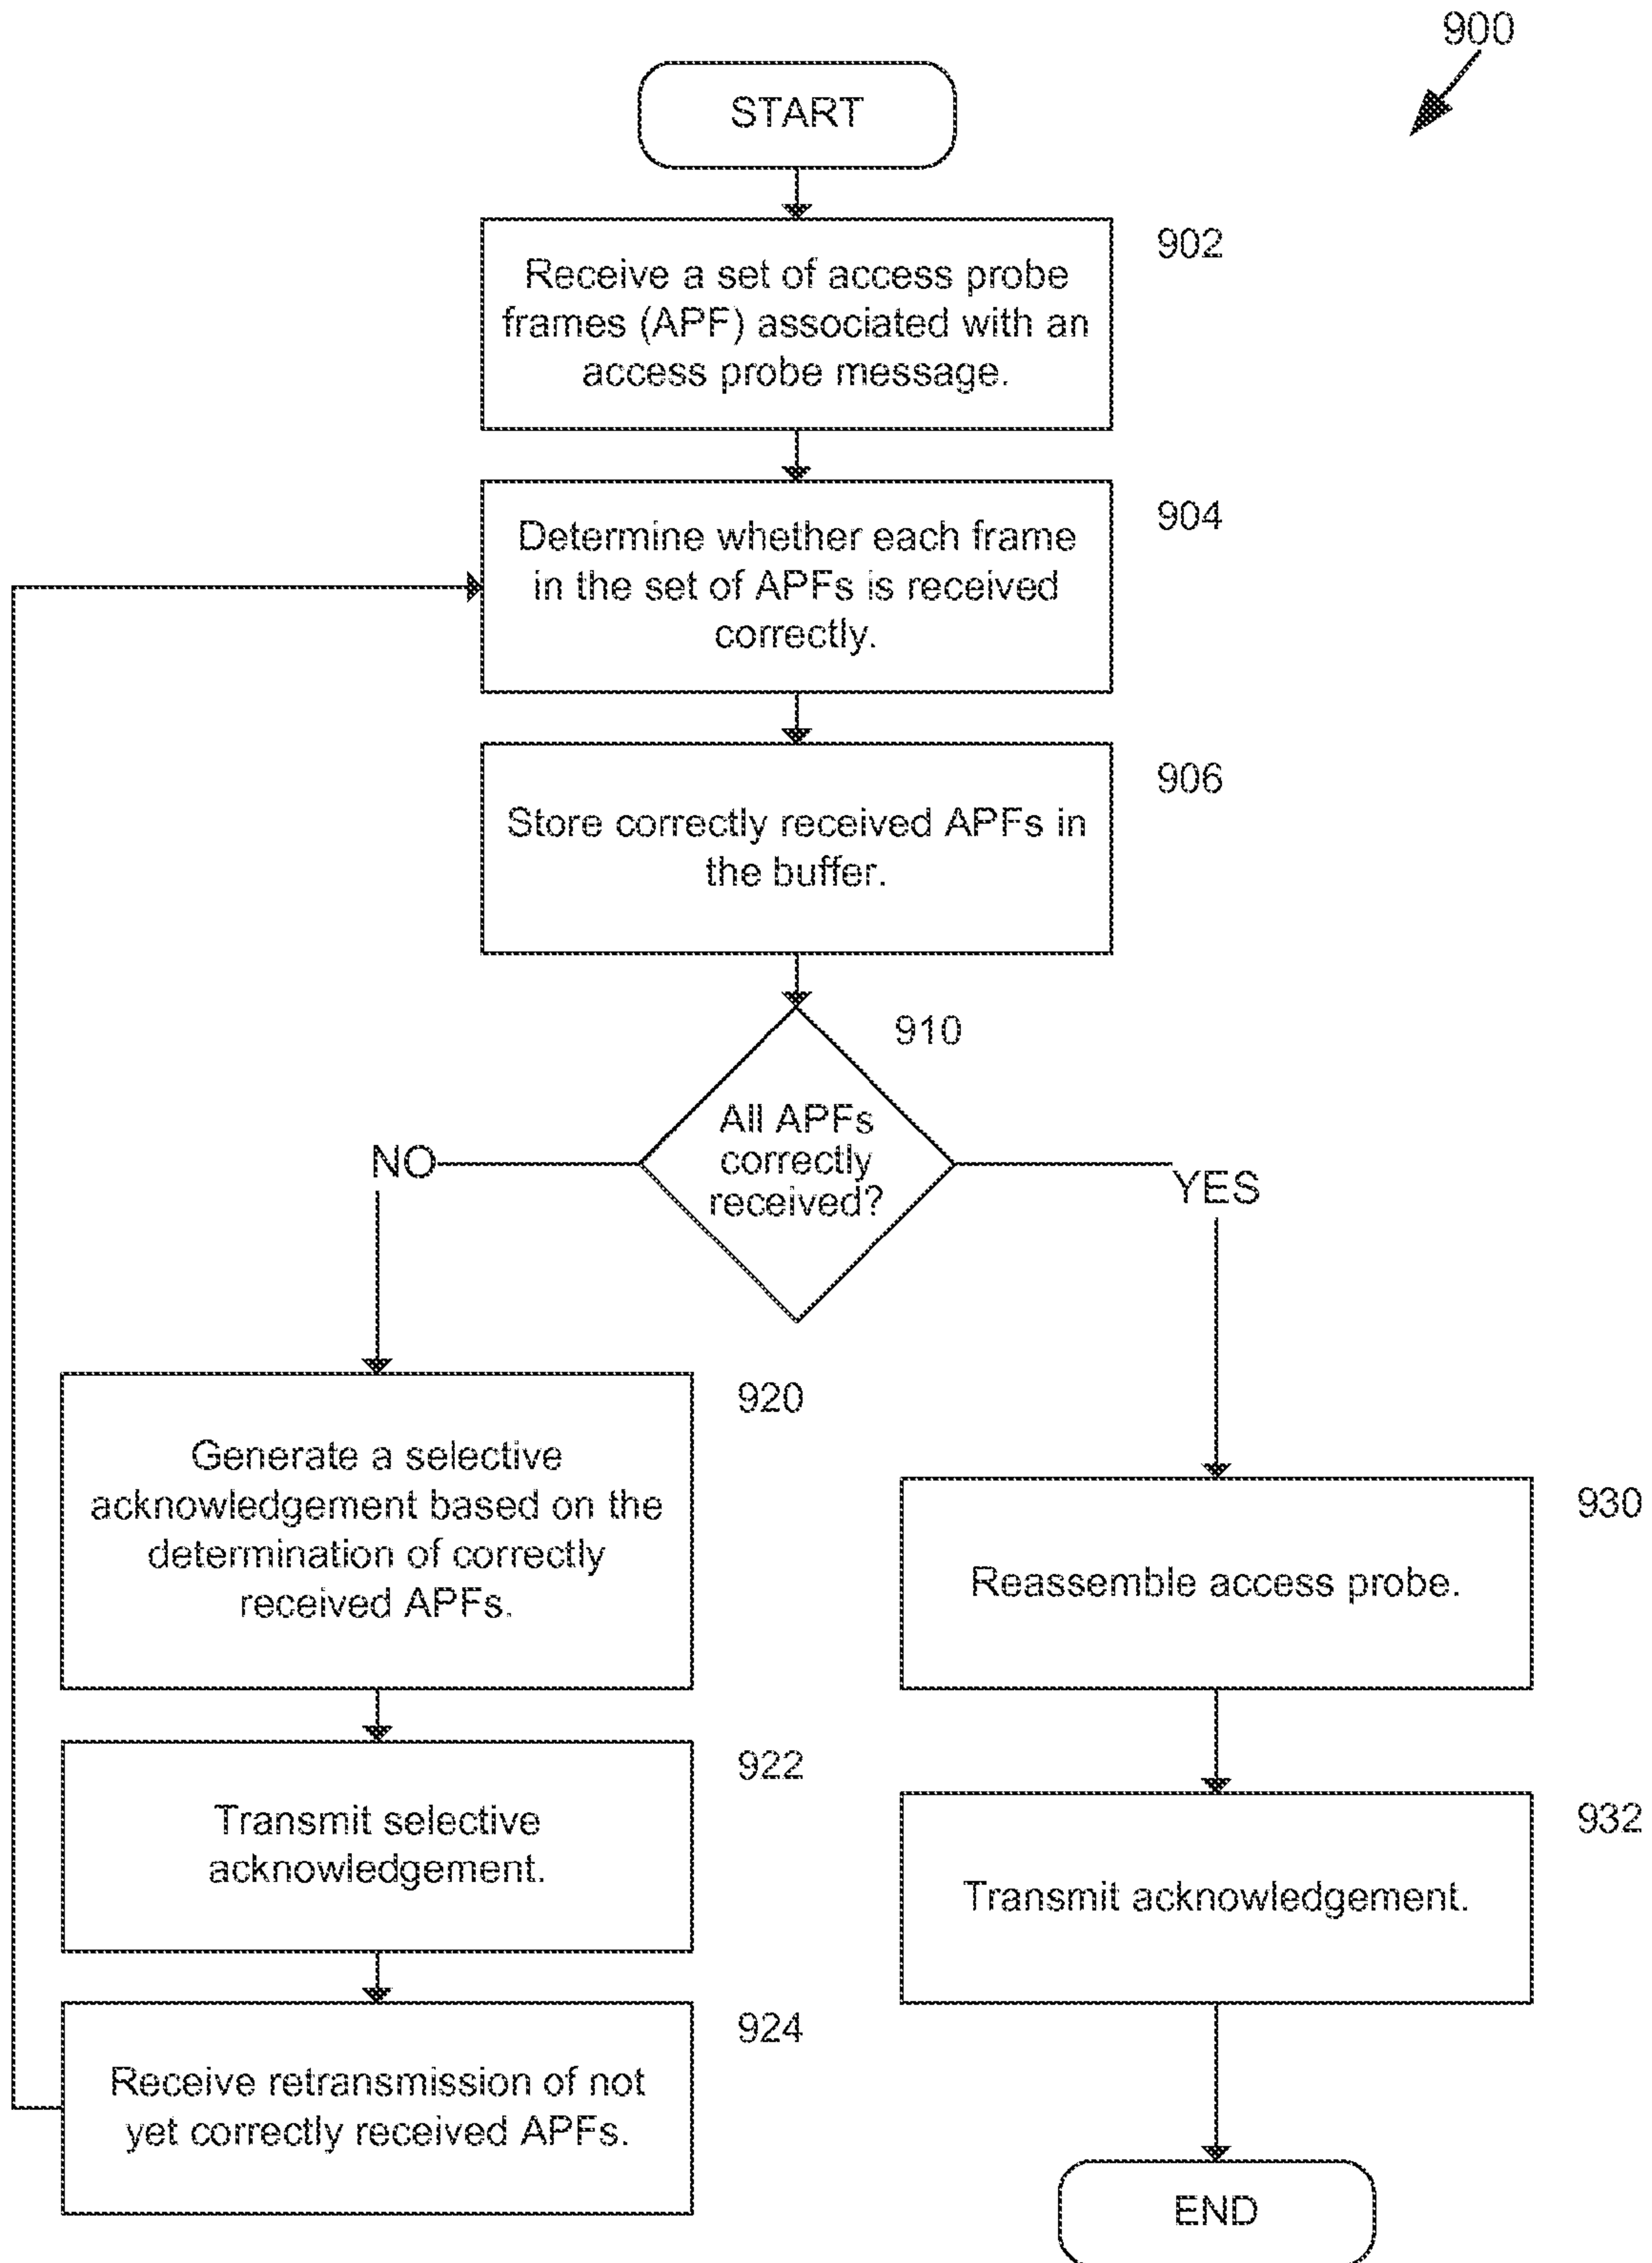 900
START
902
Receive a set of access probe
frames (APF) associated with an
access probe message.
904
Determine whether each frame
in the set of APFs is received
correctly.
906
Store correctly received APFs in
the buffer.
910
All APFs
correctly
received?
NO
YES
920
Generate a selective
acknowledgement based on the
determination of correctly
received APFs.
930
Reassemble access probe.
922
Transmit selective
acknowledgement.
932
Transmit acknowledgement.
924
Receive retransmission of not
yet correctly received APFs.
END